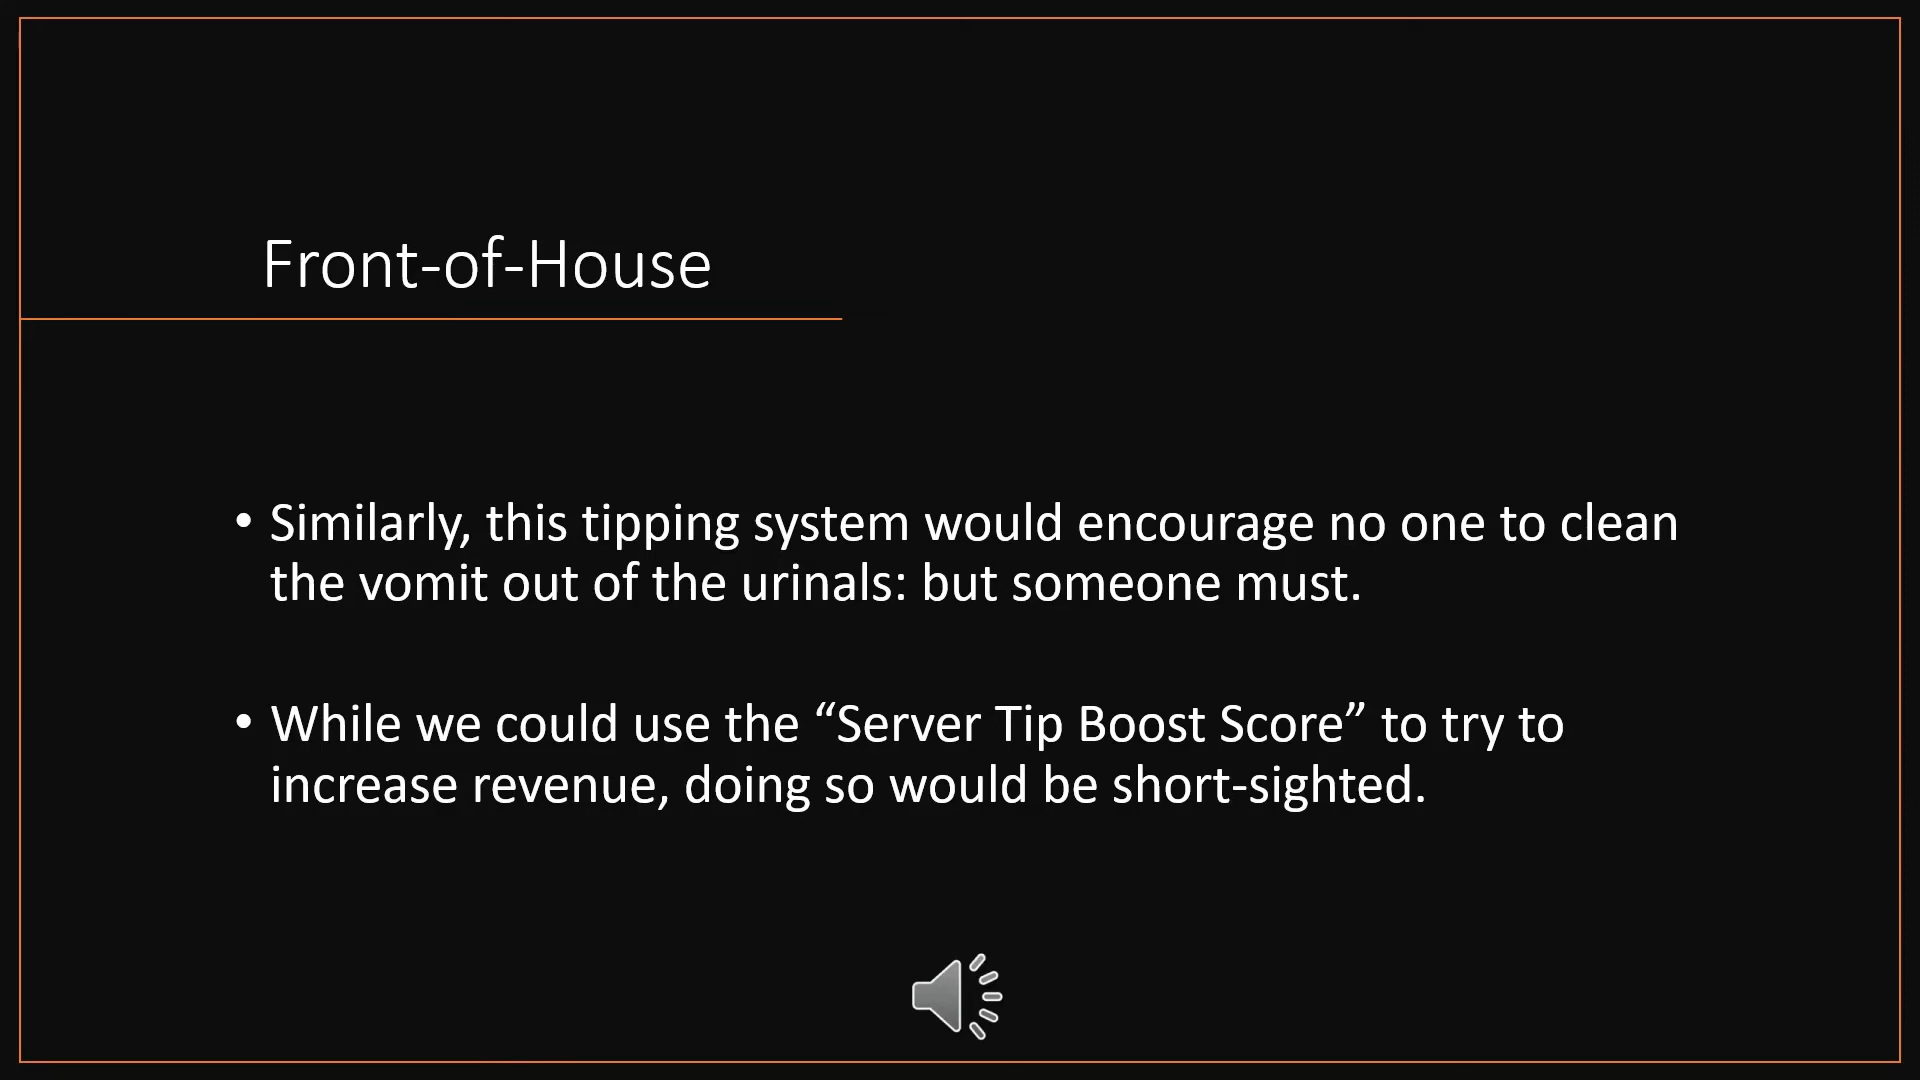 Front-of-House
• Similarly, this tipping system would encourage no one to clean
the vomit out of the urinals: but someone must.
• While we could use the “Server Tip Boost Score” to try to
increase revenue, doing so would be short-sighted.